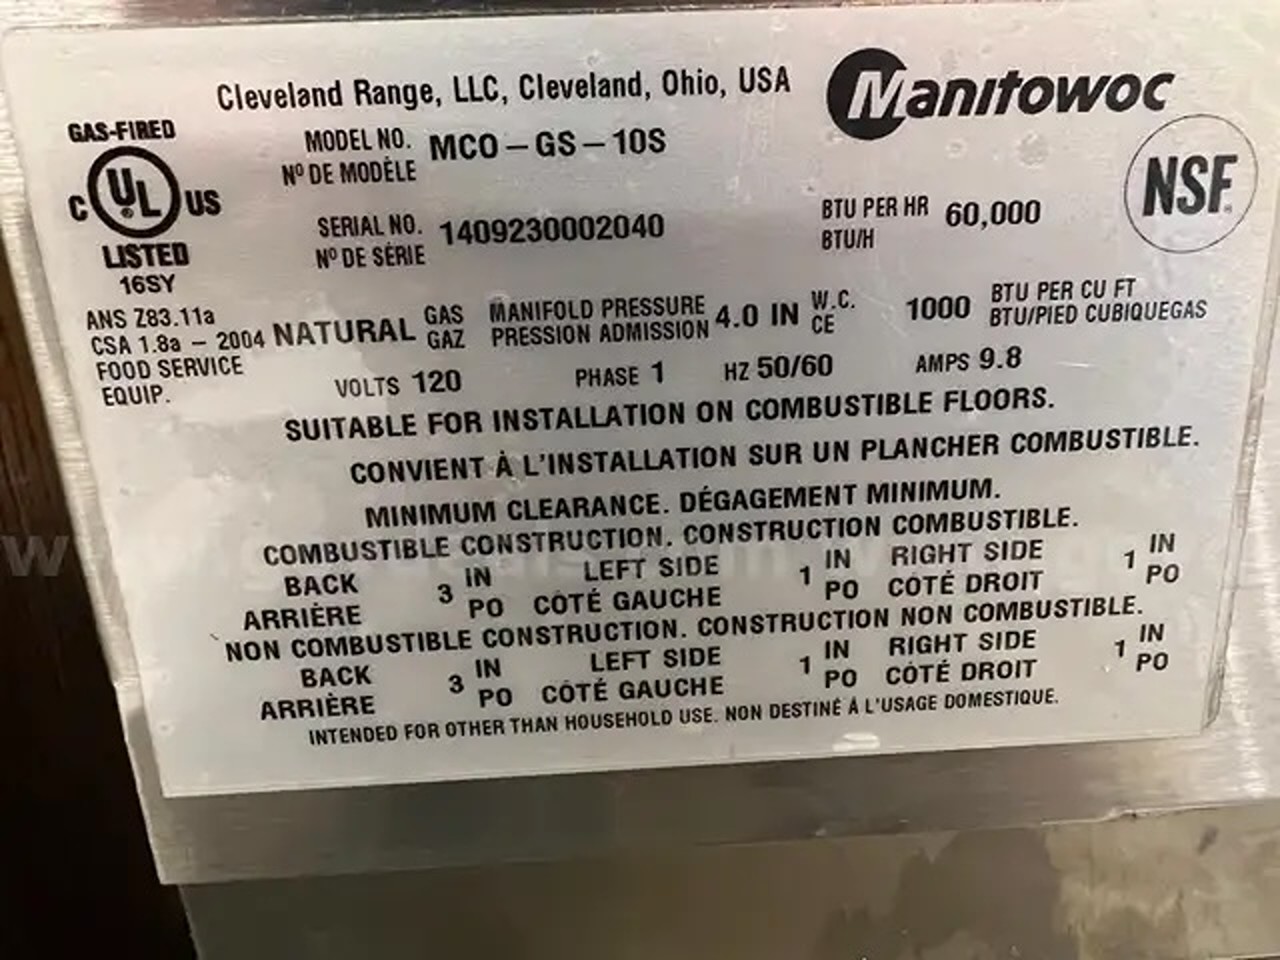 Cleveland Range, LLC, Cleveland, Ohio, USA
Manitowoc
GAS-FIRED
C UL® US
LISTED
16SY
MODEL NO. MCO-GS-10S
Nº DE MODÈLE
NSF®
SERIAL NO. 1409230002040
Nº DE SÉRIE
BTU PER HR 60,000
BTU/H
ANS Z83.11a
CSA 1.8a - 2004
FOOD SERVICE
EQUIP.
NATURAL GAS
GAZ
MANIFOLD PRESSURE 4.0 IN W.C.
PRESSION ADMISSION CE
1000 BTU PER CU FT
BTU/PIED CUBIQUEGAS
VOLTS 120 PHASE 1 HZ 50/60 AMPS 9.8
SUITABLE FOR INSTALLATION ON COMBUSTIBLE FLOORS.
CONVIENT À L'INSTALLATION SUR UN PLANCHER COMBUSTIBLE.
MINIMUM CLEARANCE. DÉGAGEMENT MINIMUM.
COMBUSTIBLE CONSTRUCTION. CONSTRUCTION COMBUSTIBLE.
BACK 3 IN LEFT SIDE 1 IN RIGHT SIDE 1 IN
ARRIÈRE PO CÔTÉ GAUCHE PO CÔTÉ DROIT PO
NON COMBUSTIBLE CONSTRUCTION. CONSTRUCTION NON COMBUSTIBLE.
BACK 3 IN LEFT SIDE 1 IN RIGHT SIDE 1 IN
ARRIÈRE PO CÔTÉ GAUCHE PO CÔTÉ DROIT PO
INTENDED FOR OTHER THAN HOUSEHOLD USE. NON DESTINÉ À L'USAGE DOMESTIQUE.